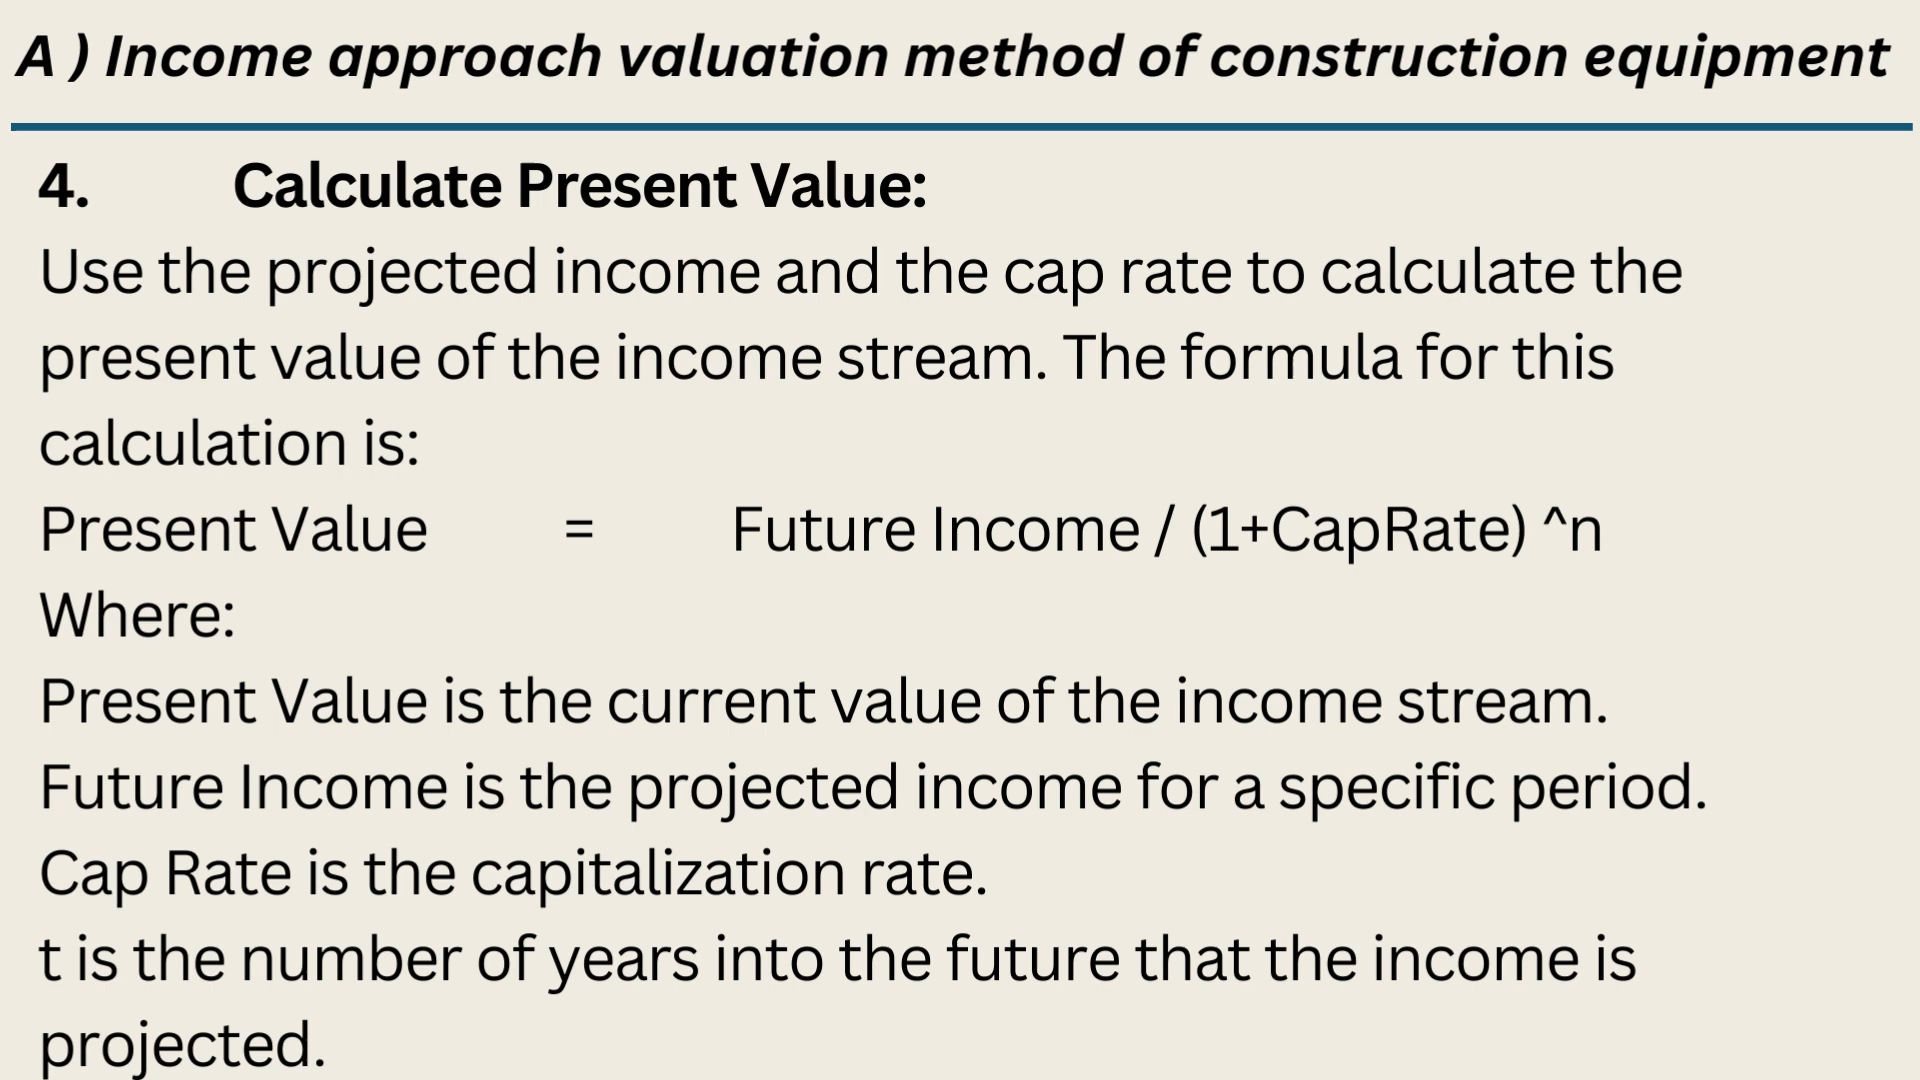 A ) Income approach valuation method of construction equipment
4. Calculate Present Value:
Use the projected income and the cap rate to calculate the
present value of the income stream. The formula for this
calculation is:
Present Value = Future Income / (1+CapRate) ^n
Where:
Present Value is the current value of the income stream.
Future Income is the projected income for a specific period.
Cap Rate is the capitalization rate.
t is the number of years into the future that the income is
projected.